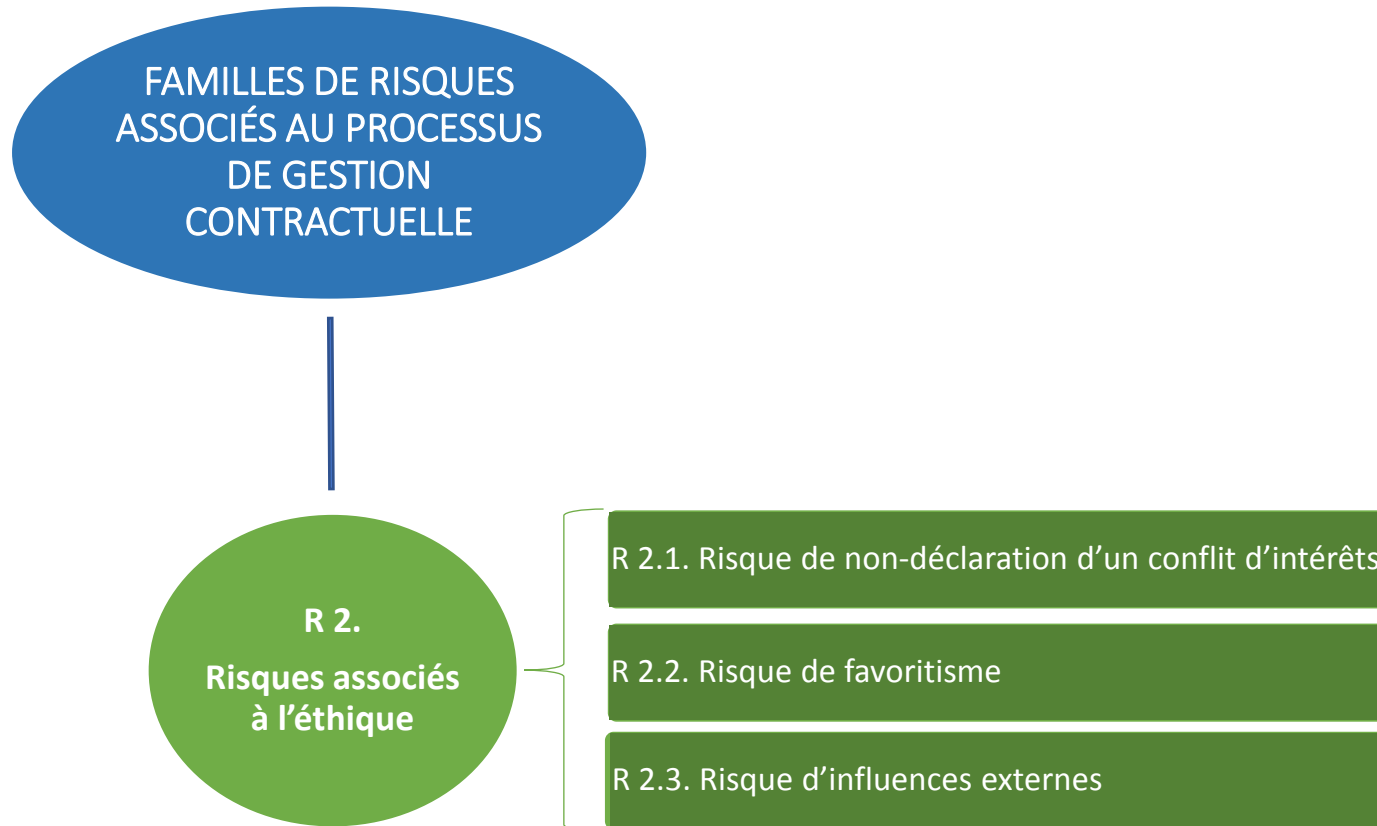 FAMILLES DE RISQUES
ASSOCIÉS AU PROCESSUS
DE GESTION
CONTRACTUELLE
R 2.
Risques associés
à l’éthique
R 2.1. Risque de non-déclaration d’un conflit d’intérêts
R 2.2. Risque de favoritisme
R 2.3. Risque d’influences externes